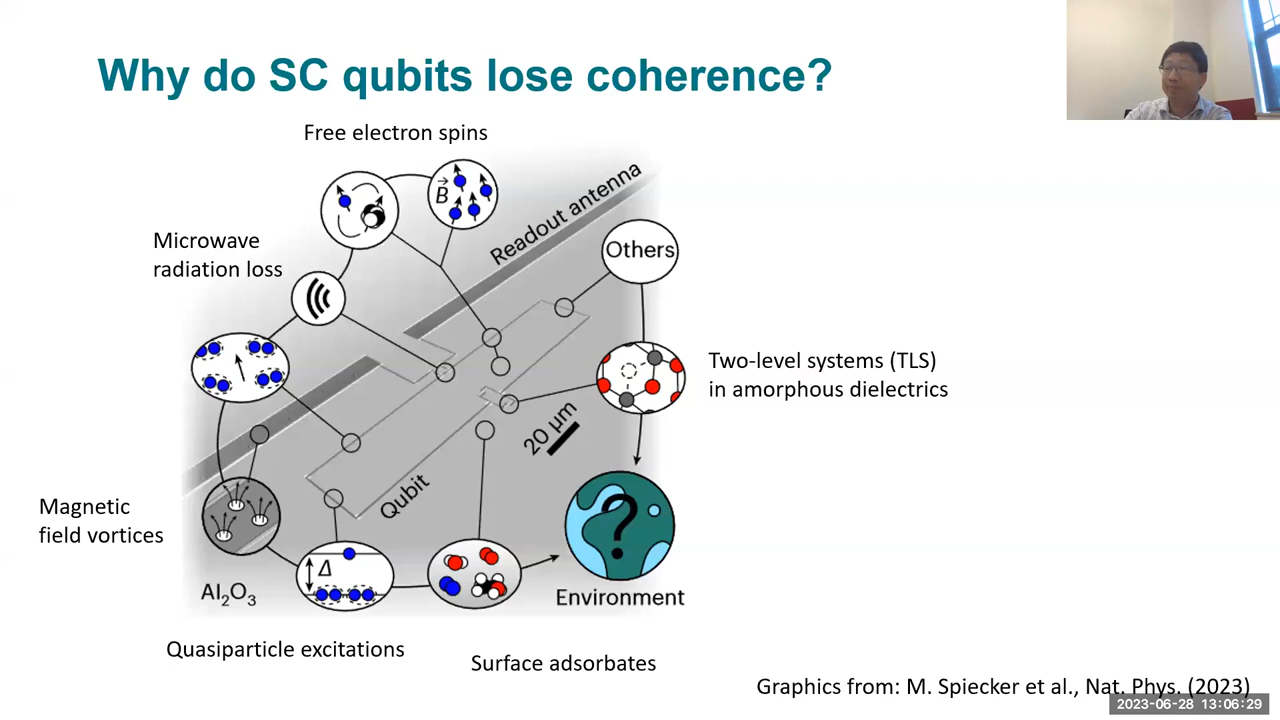 Why do SC qubits lose coherence?
Free electron spins
B
Readout antenna
Microwave
radiation loss
Others
Two-level systems (TLS)
in amorphous dielectrics
20 μm
Qubit
Magnetic
field vortices
Δ
?
Al₂O₃
Environment
Quasiparticle excitations
Surface adsorbates
Graphics from: M. Spiecker et al., Nat. Phys. (2023)
2023-06-28 13:06:29